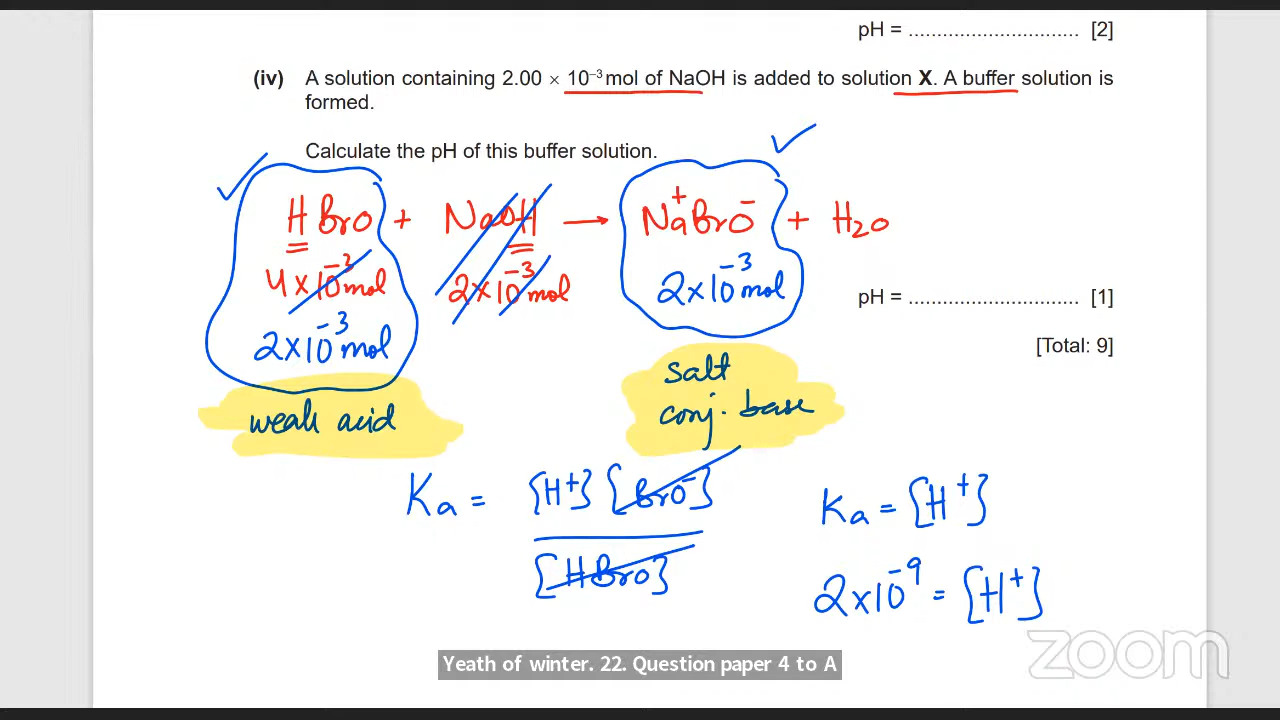 pH = ............................. [2]
(iv) A solution containing 2.00 × 10⁻³ mol of NaOH is added to solution X. A buffer solution is
formed.
Calculate the pH of this buffer solution.
HBrO + NaOH → Na⁺BrO⁻ + H₂O
4×10⁻³ mol 2×10⁻³ mol 2×10⁻³ mol
pH = ............................. [1]
2×10⁻³ mol
[Total: 9]
weak acid
salt
conj. base
Ka = [H⁺] [BrO⁻]
[HBrO]
Ka = [H⁺]
2×10⁻⁹ = [H⁺]
zoom
Yeath of winter. 22. Question paper 4 to A